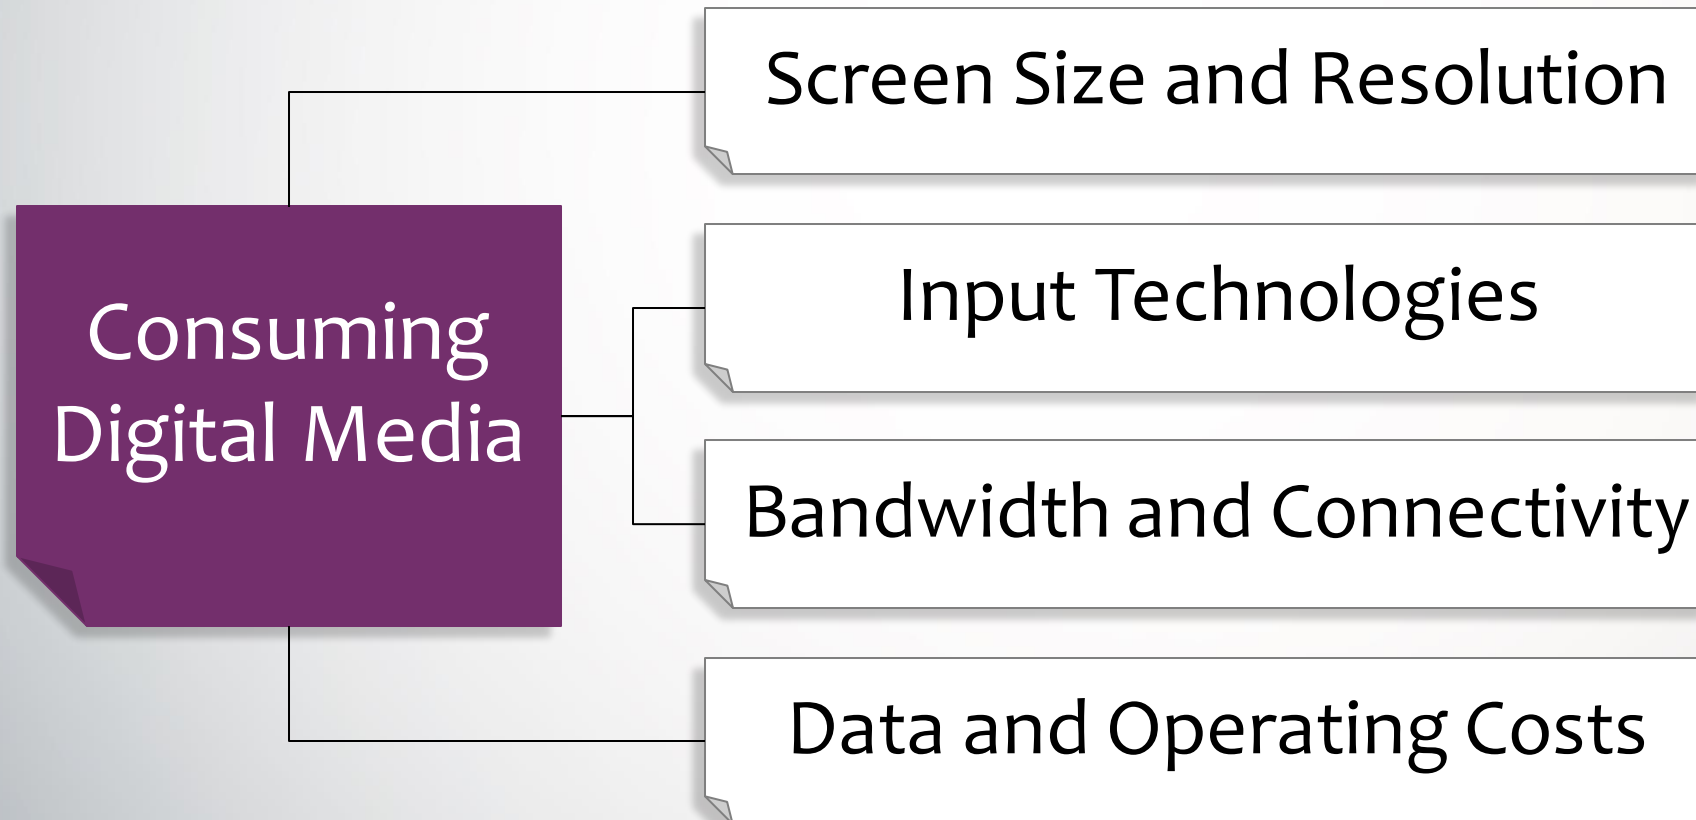 Screen Size and Resolution
Input Technologies
Consuming
Digital Media
Bandwidth and Connectivity
Data and Operating Costs